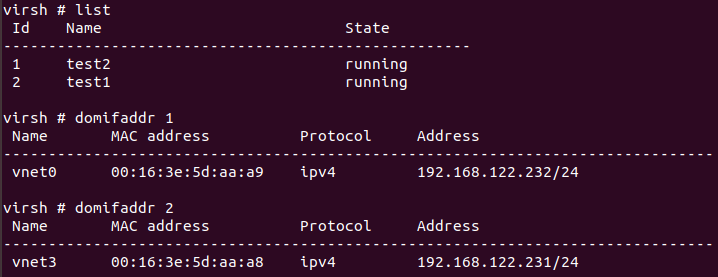 virsh # list
Id Name State
----------------------------------------------------
1 test2 running
2 test1 running
virsh # domifaddr 1
Name MAC address Protocol Address
-------------------------------------------------------------------------------
vnet0 00:16:3e:5d:aa:a9 ipv4 192.168.122.232/24
virsh # domifaddr 2
Name MAC address Protocol Address
-------------------------------------------------------------------------------
vnet3 00:16:3e:5d:aa:a8 ipv4 192.168.122.231/24